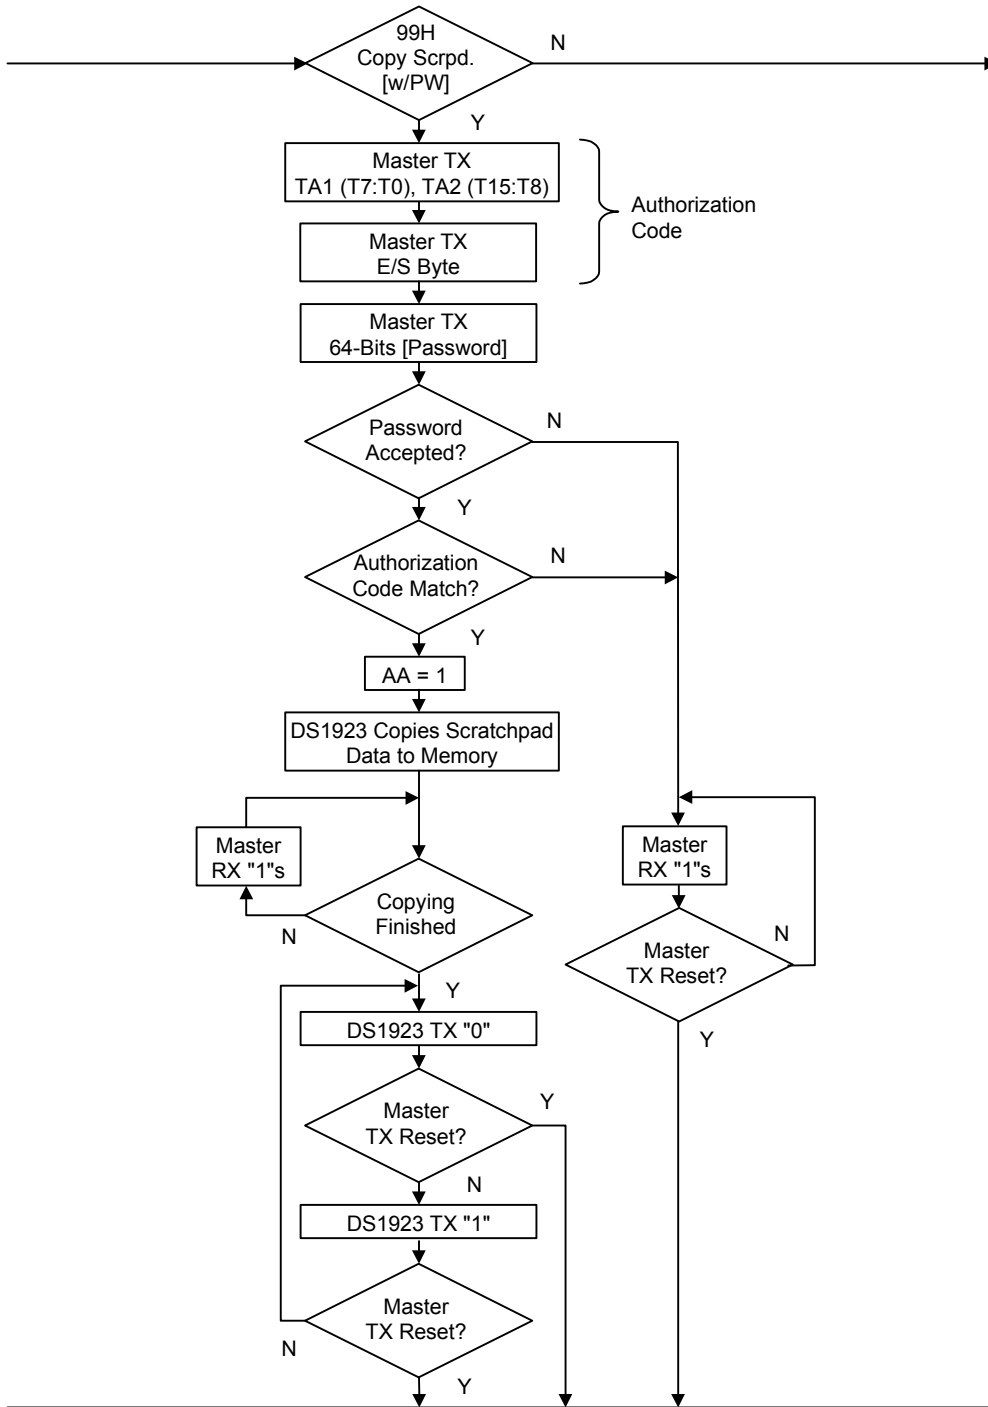 99H
Copy Scrpd.
[w/PW]
N
Y
Master TX
TA1 (T7:T0), TA2 (T15:T8)
Authorization
Code
Master TX
E/S Byte
Master TX
64-Bits [Password]
Password
Accepted?
N
Y
Authorization
Code Match?
N
Y
AA = 1
DS1923 Copies Scratchpad
Data to Memory
Master
RX "1"s
Copying
Finished
N
Y
Master
RX "1"s
Master
TX Reset?
N
Y
DS1923 TX "0"
Master
TX Reset?
Y
N
DS1923 TX "1"
Master
TX Reset?
N
Y